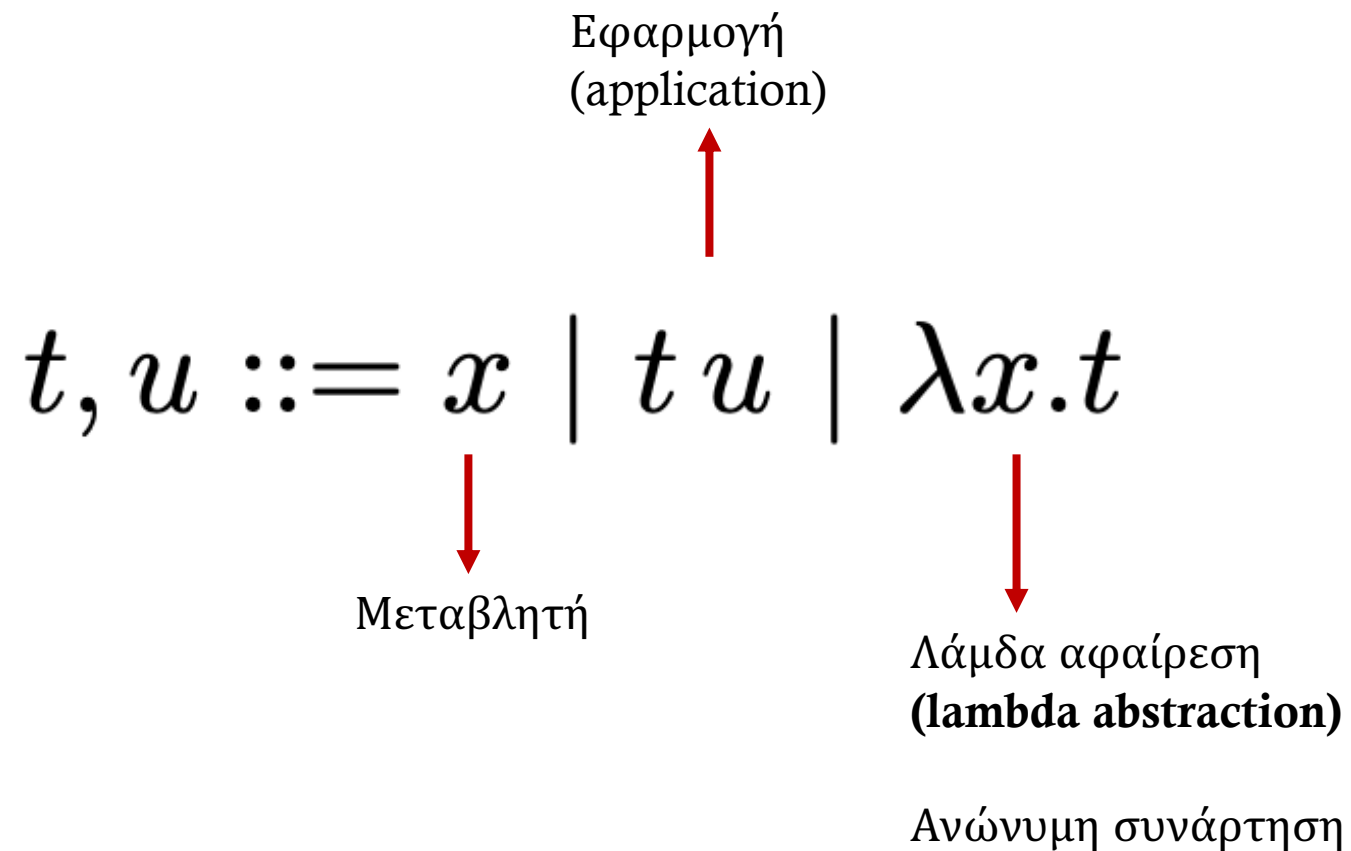 Εφαρμογή
(application)
t, u ::= x | t u | λx.t
Μεταβλητή
Λάμδα αφαίρεση
(lambda abstraction)
Ανώνυμη συνάρτηση